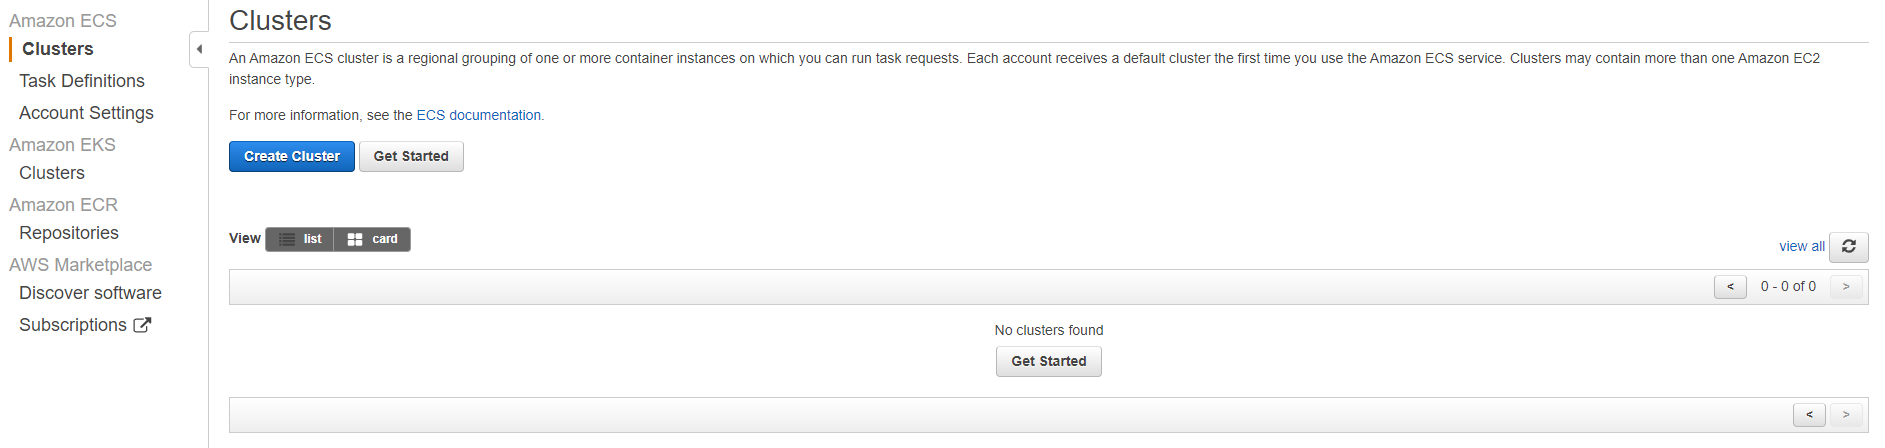 Amazon ECS
Clusters
Task Definitions
Account Settings
Amazon EKS
Clusters
Amazon ECR
Repositories
AWS Marketplace
Discover software
Subscriptions
Clusters
An Amazon ECS cluster is a regional grouping of one or more container instances on which you can run task requests. Each account receives a default cluster the first time you use the Amazon ECS service. Clusters may contain more than one Amazon EC2
instance type.
For more information, see the ECS documentation.
Create Cluster Get Started
View list card
view all
< 0 - 0 of 0 >
No clusters found
Get Started
< >